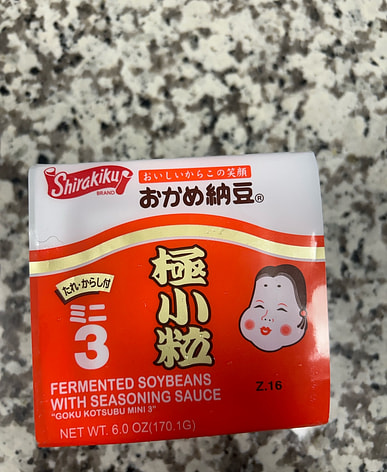 Shirakiku
BRAND
おいしいからこの笑顔
おかめ納豆®
たれ・からし付
ミニ
3
極小粒
FERMENTED SOYBEANS
WITH SEASONING SAUCE
"GOKU KOTSUBU MINI 3"
NET WT. 6.0 OZ(170.1G)
Z.16